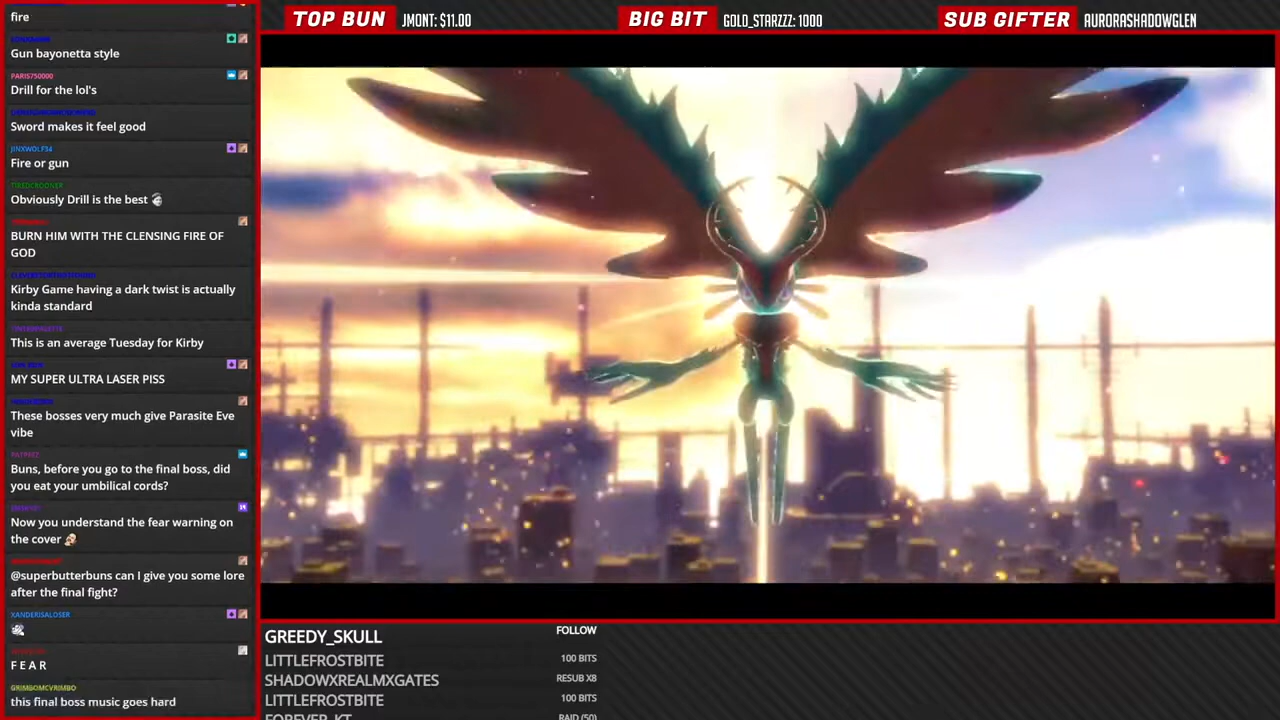 TOP BUN JMONT: $11.00 BIG BIT GOLD_STARZZZ: 1000 SUB GIFTER AURORASHADOWGLEN
fire
Gun bayonetta style
PARIS750000
Drill for the lol's
Sword makes it feel good
JINXWOLF34
Fire or gun
TIREDCROONER
Obviously Drill is the best
BURN HIM WITH THE CLENSING FIRE OF
GOD
Kirby Game having a dark twist is actually
kinda standard
This is an average Tuesday for Kirby
MY SUPER ULTRA LASER PISS
These bosses very much give Parasite Eve
vibe
Buns, before you go to the final boss, did
you eat your umbilical cords?
Now you understand the fear warning on
the cover
@superbutterbuns can I give you some lore
after the final fight?
XANDERISALOSER
F E A R
GRIMBOMCVRIMBO
this final boss music goes hard
GREEDY_SKULL FOLLOW
LITTLEFROSTBITE 100 BITS
SHADOWXREALMXGATES RESUB X8
LITTLEFROSTBITE 100 BITS
FOREVER_KT RAID (50)